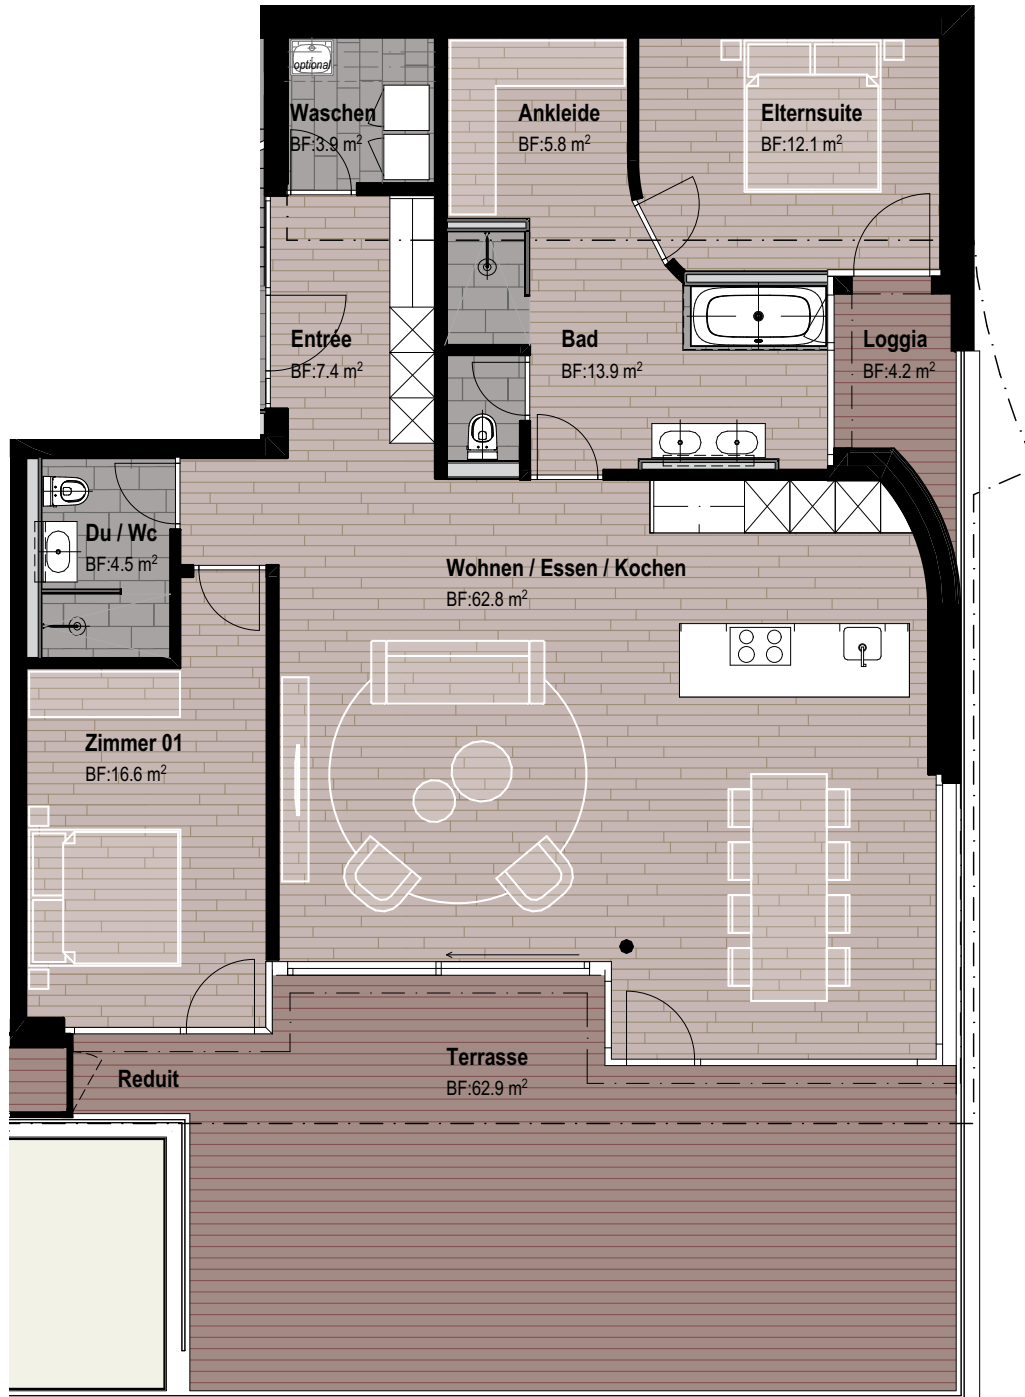 optional
Waschen
BF:3.9 m²
Ankleide
BF:5.8 m²
Elternsuite
BF:12.1 m²
Entrée
BF:7.4 m²
Bad
BF:13.9 m²
Loggia
BF:4.2 m²
Du / Wc
BF:4.5 m²
Wohnen / Essen / Kochen
BF:62.8 m²
Zimmer 01
BF:16.6 m²
Terrasse
BF:62.9 m²
Reduit